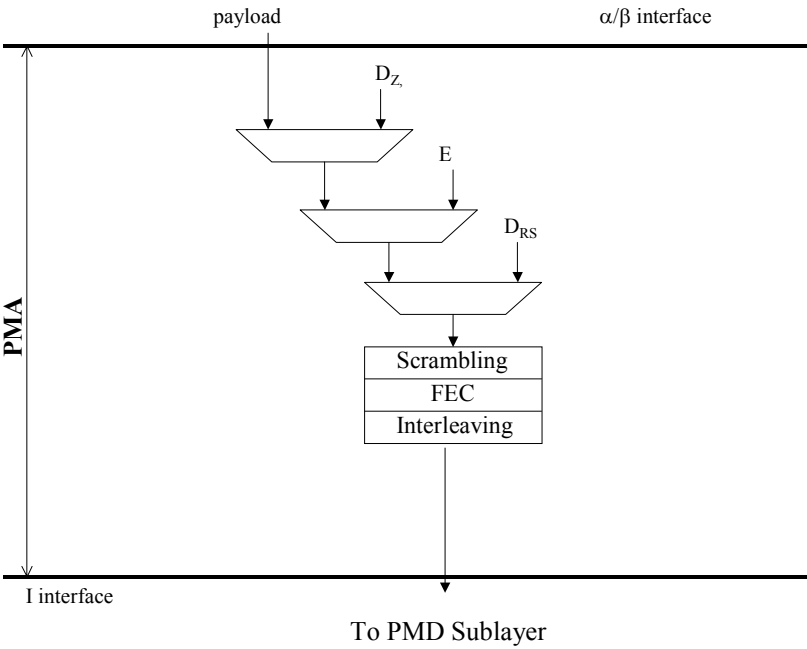 payload
α/β interface
D_Z,
E
D_RS
PMA
Scrambling
FEC
Interleaving
I interface
To PMD Sublayer